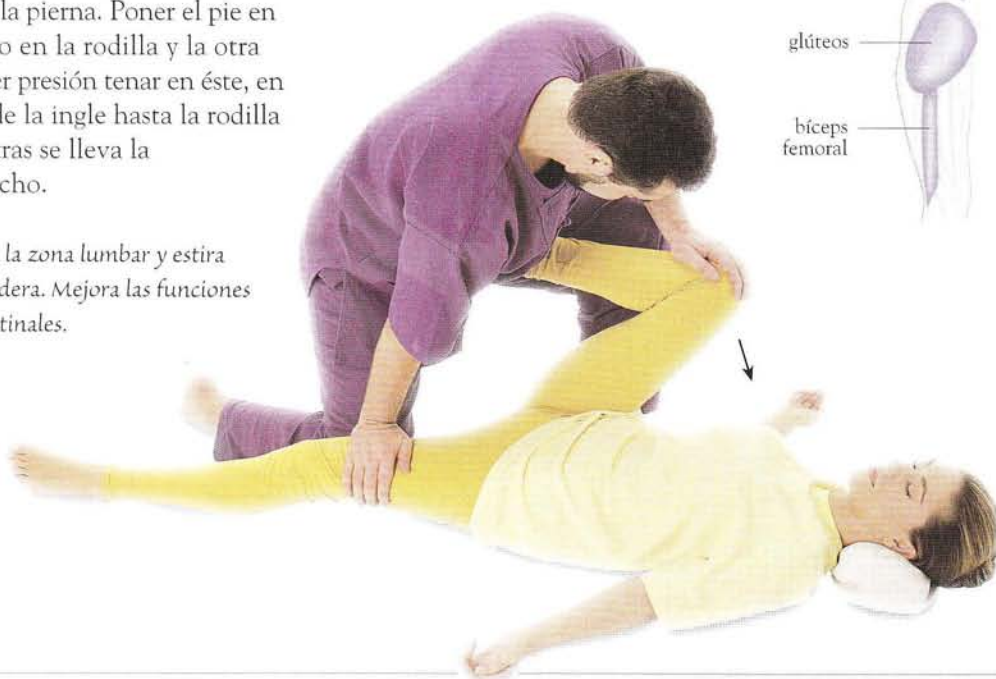 la pierna. Poner el pie en
o en la rodilla y la otra
er presión tenar en éste, en
le la ingle hasta la rodilla
tras se lleva la
cho.
la zona lumbar y estira
dera. Mejora las funciones
tinales.
glúteos
bíceps
femoral